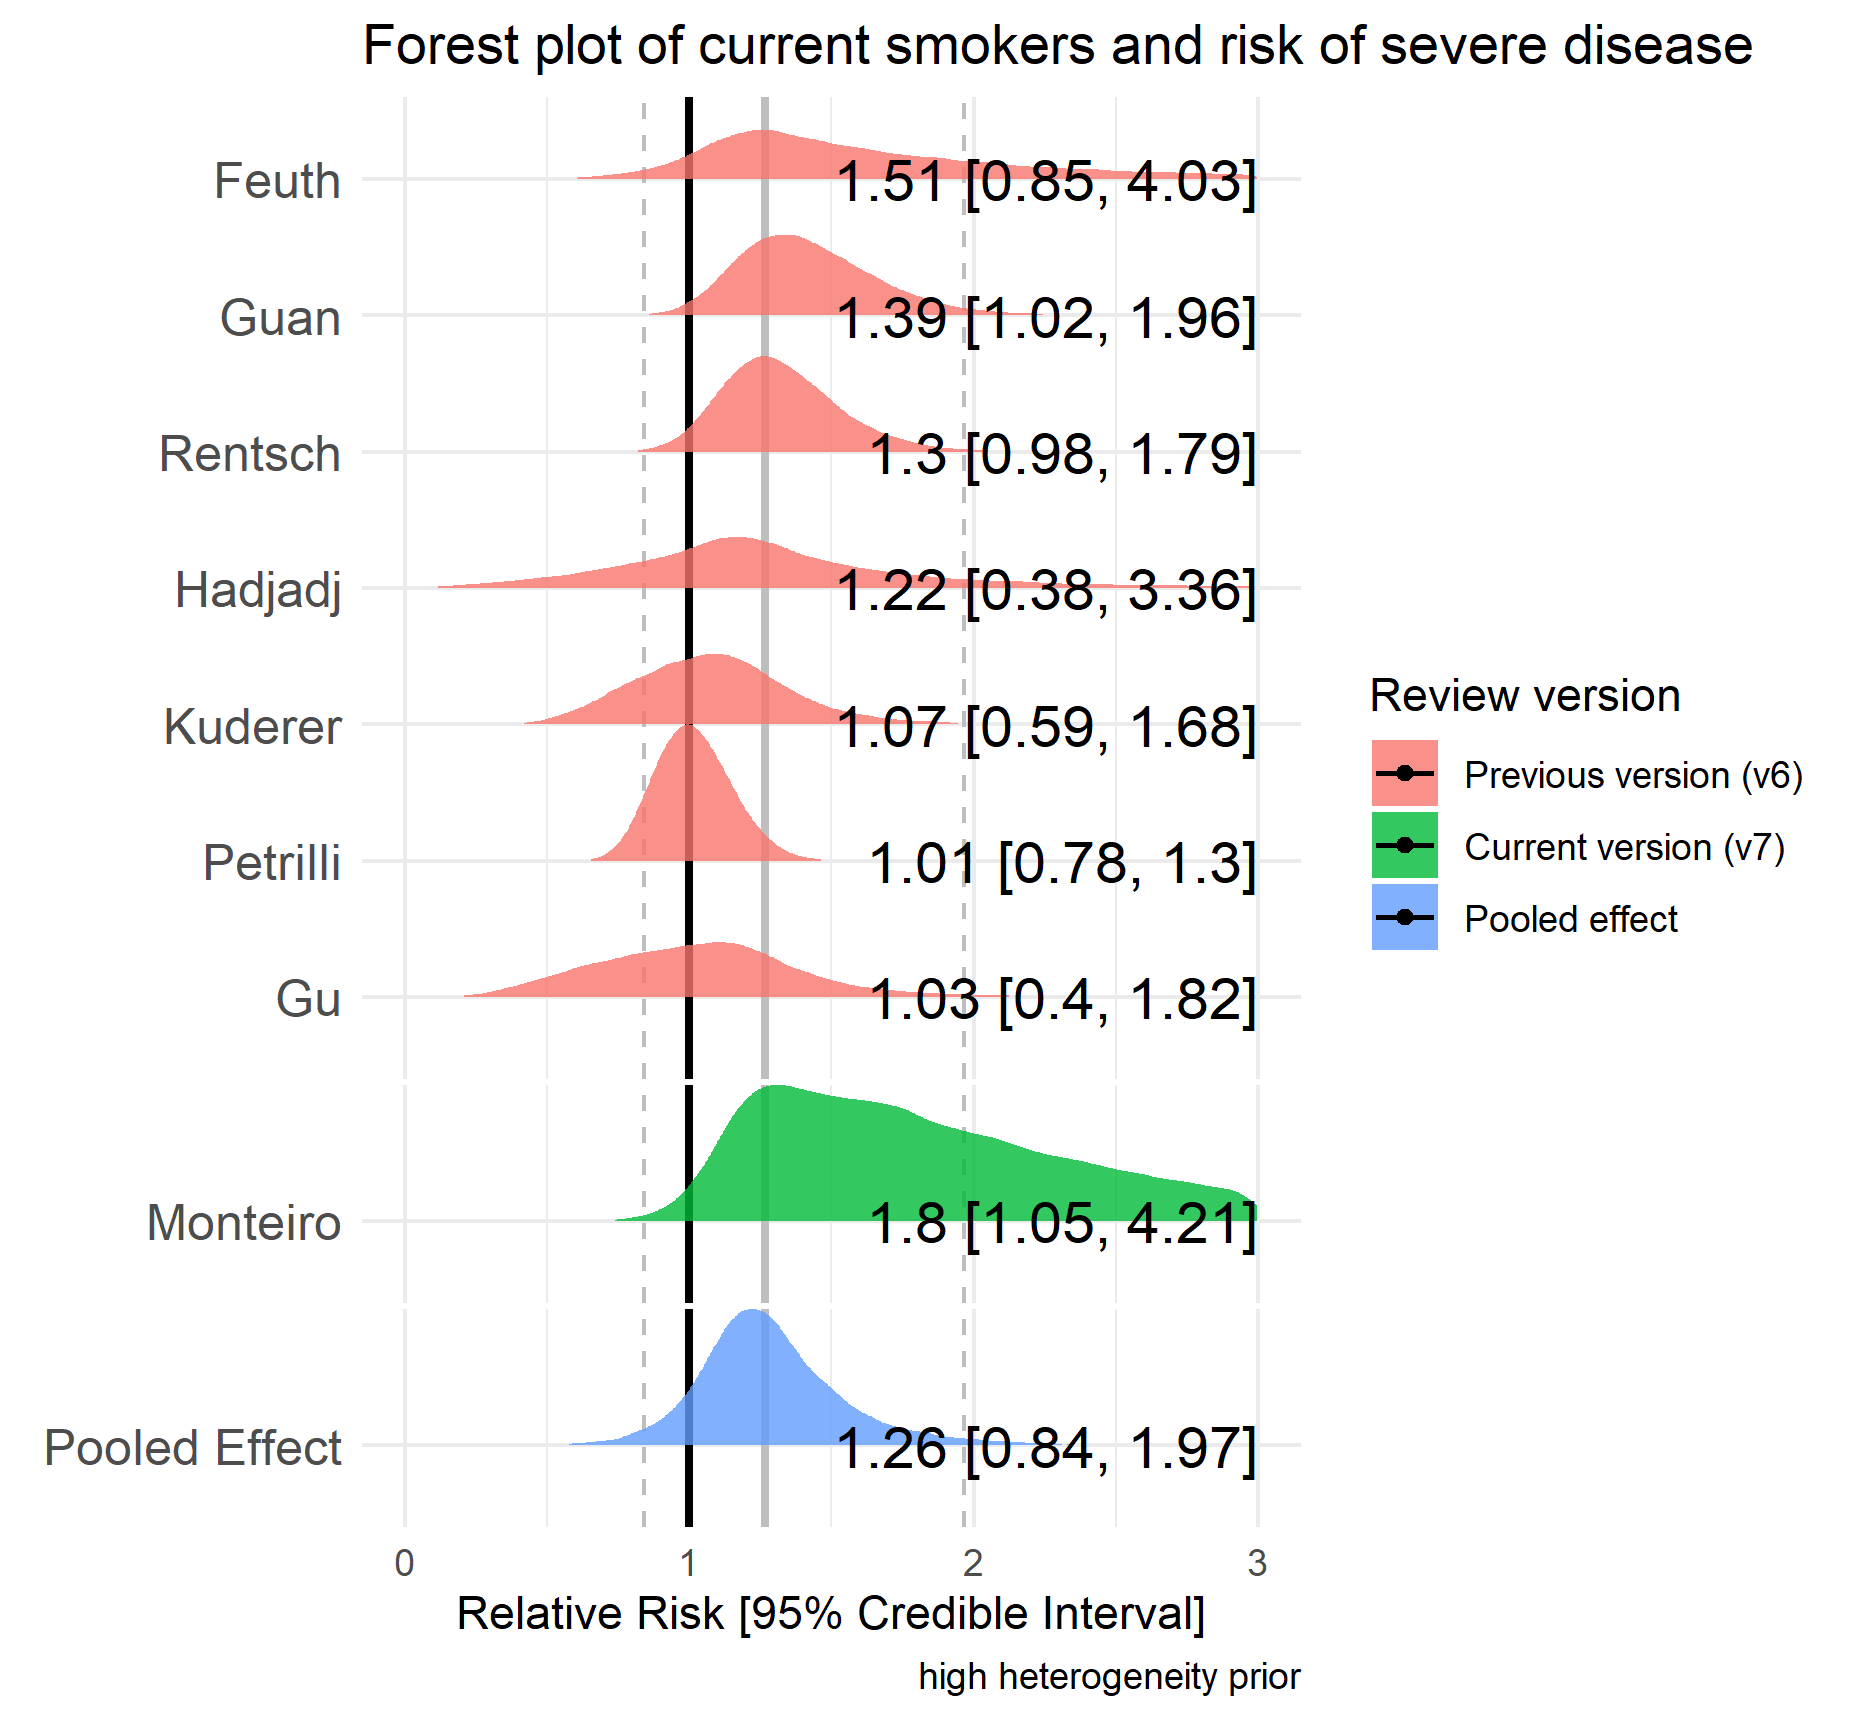 Forest plot of current smokers and risk of severe disease
Feuth 1.51 [0.85, 4.03]
Guan 1.39 [1.02, 1.96]
Rentsch 1.3 [0.98, 1.79]
Hadjadj 1.22 [0.38, 3.36]
Kuderer 1.07 [0.59, 1.68]
Petrilli 1.01 [0.78, 1.3]
Gu 1.03 [0.4, 1.82]
Monteiro 1.8 [1.05, 4.21]
Pooled Effect 1.26 [0.84, 1.97]
0 1 2 3
Relative Risk [95% Credible Interval]
high heterogeneity prior
Review version
Previous version (v6)
Current version (v7)
Pooled effect